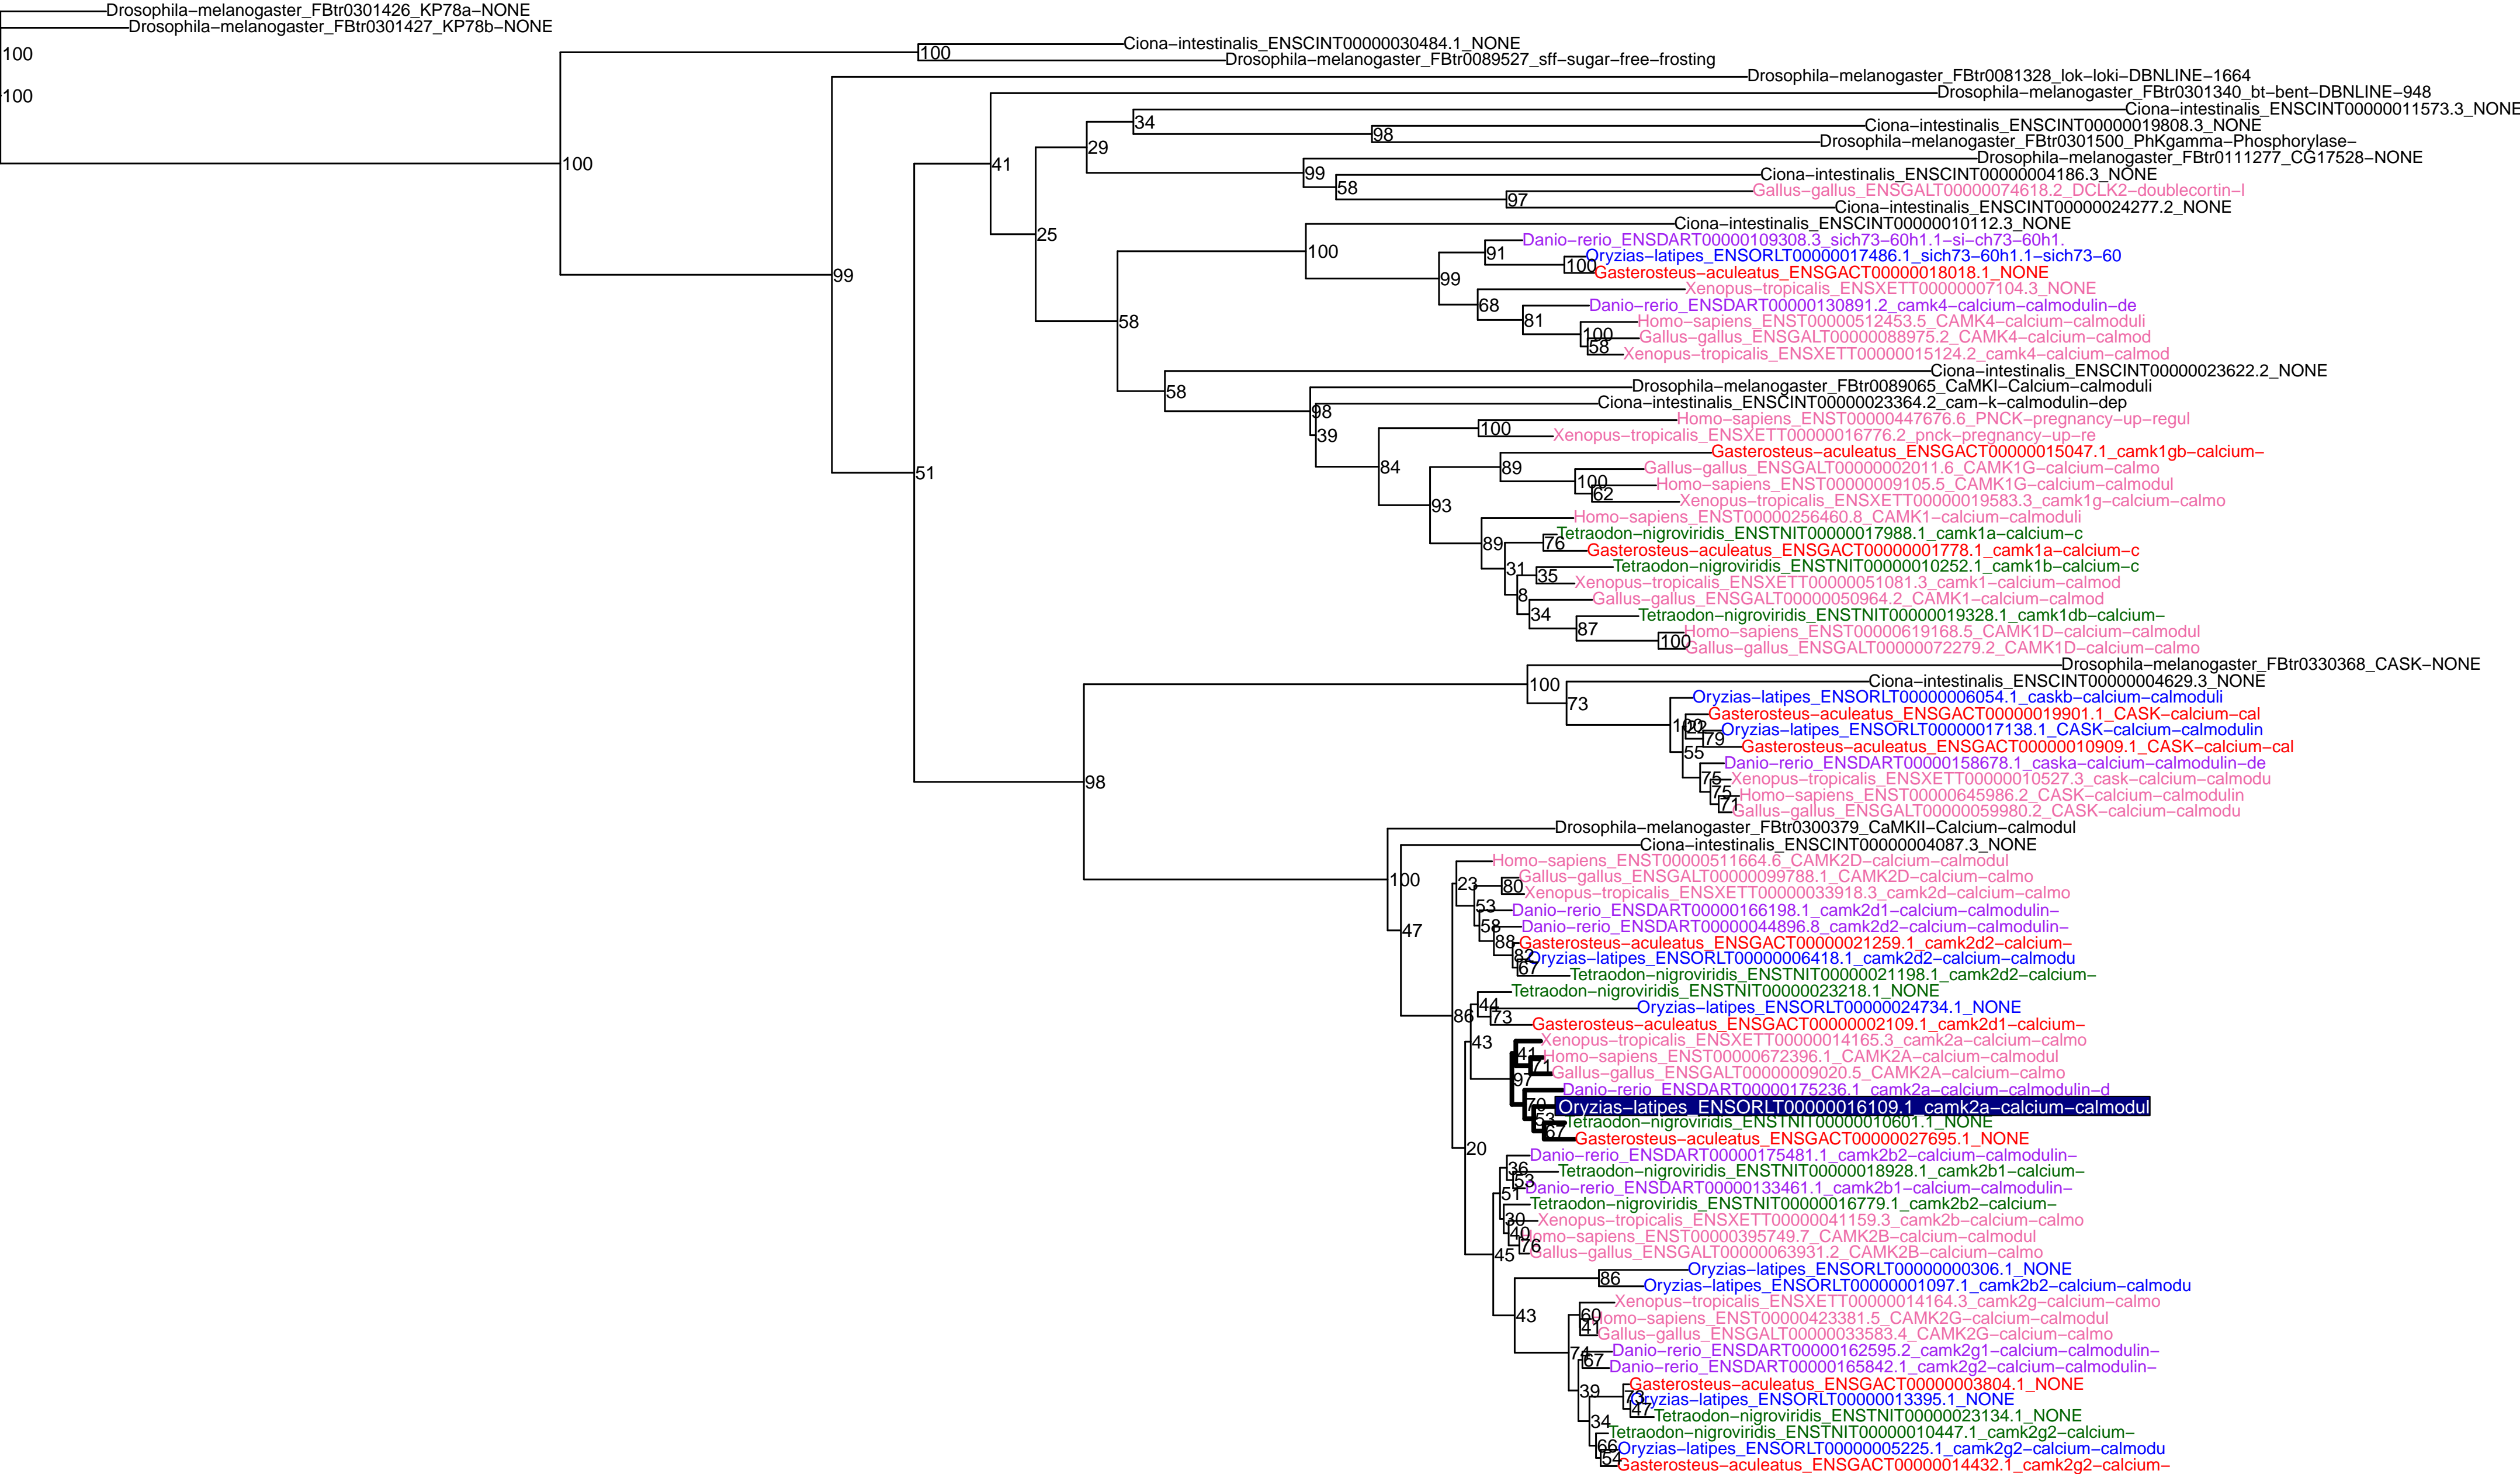 Drosophila−melanogaster_FBtr0301426_KP78a−NONE
Drosophila−melanogaster_FBtr0301427_KP78b−NONE
100
Ciona−intestinalis_ENSCINT00000030484.1_NONE
100
Drosophila−melanogaster_FBtr0089527_sff−sugar−free−frosting
Drosophila−melanogaster_FBtr0081328_lok−loki−DBNLINE−1664
100
Drosophila−melanogaster_FBtr0301340_bt−bent−DBNLINE−948
Ciona−intestinalis_ENSCINT00000011573.3_NONE
34
Ciona−intestinalis_ENSCINT00000019808.3_NONE
98
Drosophila−melanogaster_FBtr0301500_PhKgamma−Phosphorylase−
29
Drosophila−melanogaster_FBtr0111277_CG17528−NONE
100
41
99
Ciona−intestinalis_ENSCINT00000004186.3_NONE
58
Gallus−gallus_ENSGALT00000074618.2_DCLK2−doublecortin−l
97
Ciona−intestinalis_ENSCINT00000024277.2_NONE
Ciona−intestinalis_ENSCINT00000010112.3_NONE
25
Danio−rerio_ENSDART00000109308.3_sich73−60h1.1−si−ch73−60h1.
100
91
Oryzias−latipes_ENSORLT00000017486.1_sich73−60h1.1−sich73−60
100
Gasterosteus−aculeatus_ENSGACT00000018018.1_NONE
99
99
Xenopus−tropicalis_ENSXETT00000007104.3_NONE
68
Danio−rerio_ENSDART00000130891.2_camk4−calcium−calmodulin−de
58
81
Homo−sapiens_ENST00000512453.5_CAMK4−calcium−calmoduli
100
Gallus−gallus_ENSGALT00000088975.2_CAMK4−calcium−calmod
58
Xenopus−tropicalis_ENSXETT00000015124.2_camk4−calcium−calmod
Ciona−intestinalis_ENSCINT00000023622.2_NONE
58
Drosophila−melanogaster_FBtr0089065_CaMKI−Calcium−calmoduli
Ciona−intestinalis_ENSCINT00000023364.2_cam−k−calmodulin−dep
98
Homo−sapiens_ENST00000447676.6_PNCK−pregnancy−up−regul
100
39
Xenopus−tropicalis_ENSXETT00000016776.2_pnck−pregnancy−up−re
Gasterosteus−aculeatus_ENSGACT00000015047.1_camk1gb−calcium−
84
89
51
Gallus−gallus_ENSGALT00000002011.6_CAMK1G−calcium−calmo
100
Homo−sapiens_ENST00000009105.5_CAMK1G−calcium−calmodul
62
Xenopus−tropicalis_ENSXETT00000019583.3_camk1g−calcium−calmo
93
Homo−sapiens_ENST00000256460.8_CAMK1−calcium−calmoduli
Tetraodon−nigroviridis_ENSTNIT00000017988.1_camk1a−calcium−c
89
76
Gasterosteus−aculeatus_ENSGACT00000001778.1_camk1a−calcium−c
31
Tetraodon−nigroviridis_ENSTNIT00000010252.1_camk1b−calcium−c
35
Xenopus−tropicalis_ENSXETT00000051081.3_camk1−calcium−calmod
8
Gallus−gallus_ENSGALT00000050964.2_CAMK1−calcium−calmod
34
Tetraodon−nigroviridis_ENSTNIT00000019328.1_camk1db−calcium−
87
Homo−sapiens_ENST00000619168.5_CAMK1D−calcium−calmodul
100
Gallus−gallus_ENSGALT00000072279.2_CAMK1D−calcium−calmo
Drosophila−melanogaster_FBtr0330368_CASK−NONE
100
Ciona−intestinalis_ENSCINT00000004629.3_NONE
73
Oryzias−latipes_ENSORLT00000006054.1_caskb−calcium−calmoduli
Gasterosteus−aculeatus_ENSGACT00000019901.1_CASK−calcium−cal
100
22
Oryzias−latipes_ENSORLT00000017138.1_CASK−calcium−calmodulin
79
Gasterosteus−aculeatus_ENSGACT00000010909.1_CASK−calcium−cal
55
Danio−rerio_ENSDART00000158678.1_caska−calcium−calmodulin−de
75
Xenopus−tropicalis_ENSXETT00000010527.3_cask−calcium−calmodu
98
75
Homo−sapiens_ENST00000645986.2_CASK−calcium−calmodulin
71
Gallus−gallus_ENSGALT00000059980.2_CASK−calcium−calmodu
Drosophila−melanogaster_FBtr0300379_CaMKII−Calcium−calmodul
Ciona−intestinalis_ENSCINT00000004087.3_NONE
Homo−sapiens_ENST00000511664.6_CAMK2D−calcium−calmodul
100
23
Gallus−gallus_ENSGALT00000099788.1_CAMK2D−calcium−calmo
80
Xenopus−tropicalis_ENSXETT00000033918.3_camk2d−calcium−calmo
53
Danio−rerio_ENSDART00000166198.1_camk2d1−calcium−calmodulin−
58
Danio−rerio_ENSDART00000044896.8_camk2d2−calcium−calmodulin−
47
88
Gasterosteus−aculeatus_ENSGACT00000021259.1_camk2d2−calcium−
82
Oryzias−latipes_ENSORLT00000006418.1_camk2d2−calcium−calmodu
67
Tetraodon−nigroviridis_ENSTNIT00000021198.1_camk2d2−calcium−
Tetraodon−nigroviridis_ENSTNIT00000023218.1_NONE
44
Oryzias−latipes_ENSORLT00000024734.1_NONE
86
73
Gasterosteus−aculeatus_ENSGACT00000002109.1_camk2d1−calcium−
43
Xenopus−tropicalis_ENSXETT00000014165.3_camk2a−calcium−calmo
41
Homo−sapiens_ENST00000672396.1_CAMK2A−calcium−calmodul
71
Gallus−gallus_ENSGALT00000009020.5_CAMK2A−calcium−calmo
97
Danio−rerio_ENSDART00000175236.1_camk2a−calcium−calmodulin−d
70
Oryzias−latipes_ENSORLT00000016109.1_camk2a−calcium−calmodul
53
Tetraodon−nigroviridis_ENSTNIT00000010601.1_NONE
67
Gasterosteus−aculeatus_ENSGACT00000027695.1_NONE
20
Danio−rerio_ENSDART00000175481.1_camk2b2−calcium−calmodulin−
36
Tetraodon−nigroviridis_ENSTNIT00000018928.1_camk2b1−calcium−
53
Danio−rerio_ENSDART00000133461.1_camk2b1−calcium−calmodulin−
51
Tetraodon−nigroviridis_ENSTNIT00000016779.1_camk2b2−calcium−
30
Xenopus−tropicalis_ENSXETT00000041159.3_camk2b−calcium−calmo
40
Homo−sapiens_ENST00000395749.7_CAMK2B−calcium−calmodul
76
Gallus−gallus_ENSGALT00000063931.2_CAMK2B−calcium−calmo
45
Oryzias−latipes_ENSORLT00000000306.1_NONE
86
Oryzias−latipes_ENSORLT00000001097.1_camk2b2−calcium−calmodu
Xenopus−tropicalis_ENSXETT00000014164.3_camk2g−calcium−calmo
43
60
Homo−sapiens_ENST00000423381.5_CAMK2G−calcium−calmodul
41
Gallus−gallus_ENSGALT00000033583.4_CAMK2G−calcium−calmo
74
Danio−rerio_ENSDART00000162595.2_camk2g1−calcium−calmodulin−
67
Danio−rerio_ENSDART00000165842.1_camk2g2−calcium−calmodulin−
39
Gasterosteus−aculeatus_ENSGACT00000003804.1_NONE
73
Oryzias−latipes_ENSORLT00000013395.1_NONE
47
Tetraodon−nigroviridis_ENSTNIT00000023134.1_NONE
34
Tetraodon−nigroviridis_ENSTNIT00000010447.1_camk2g2−calcium−
66
Oryzias−latipes_ENSORLT00000005225.1_camk2g2−calcium−calmodu
54
Gasterosteus−aculeatus_ENSGACT00000014432.1_camk2g2−calcium−